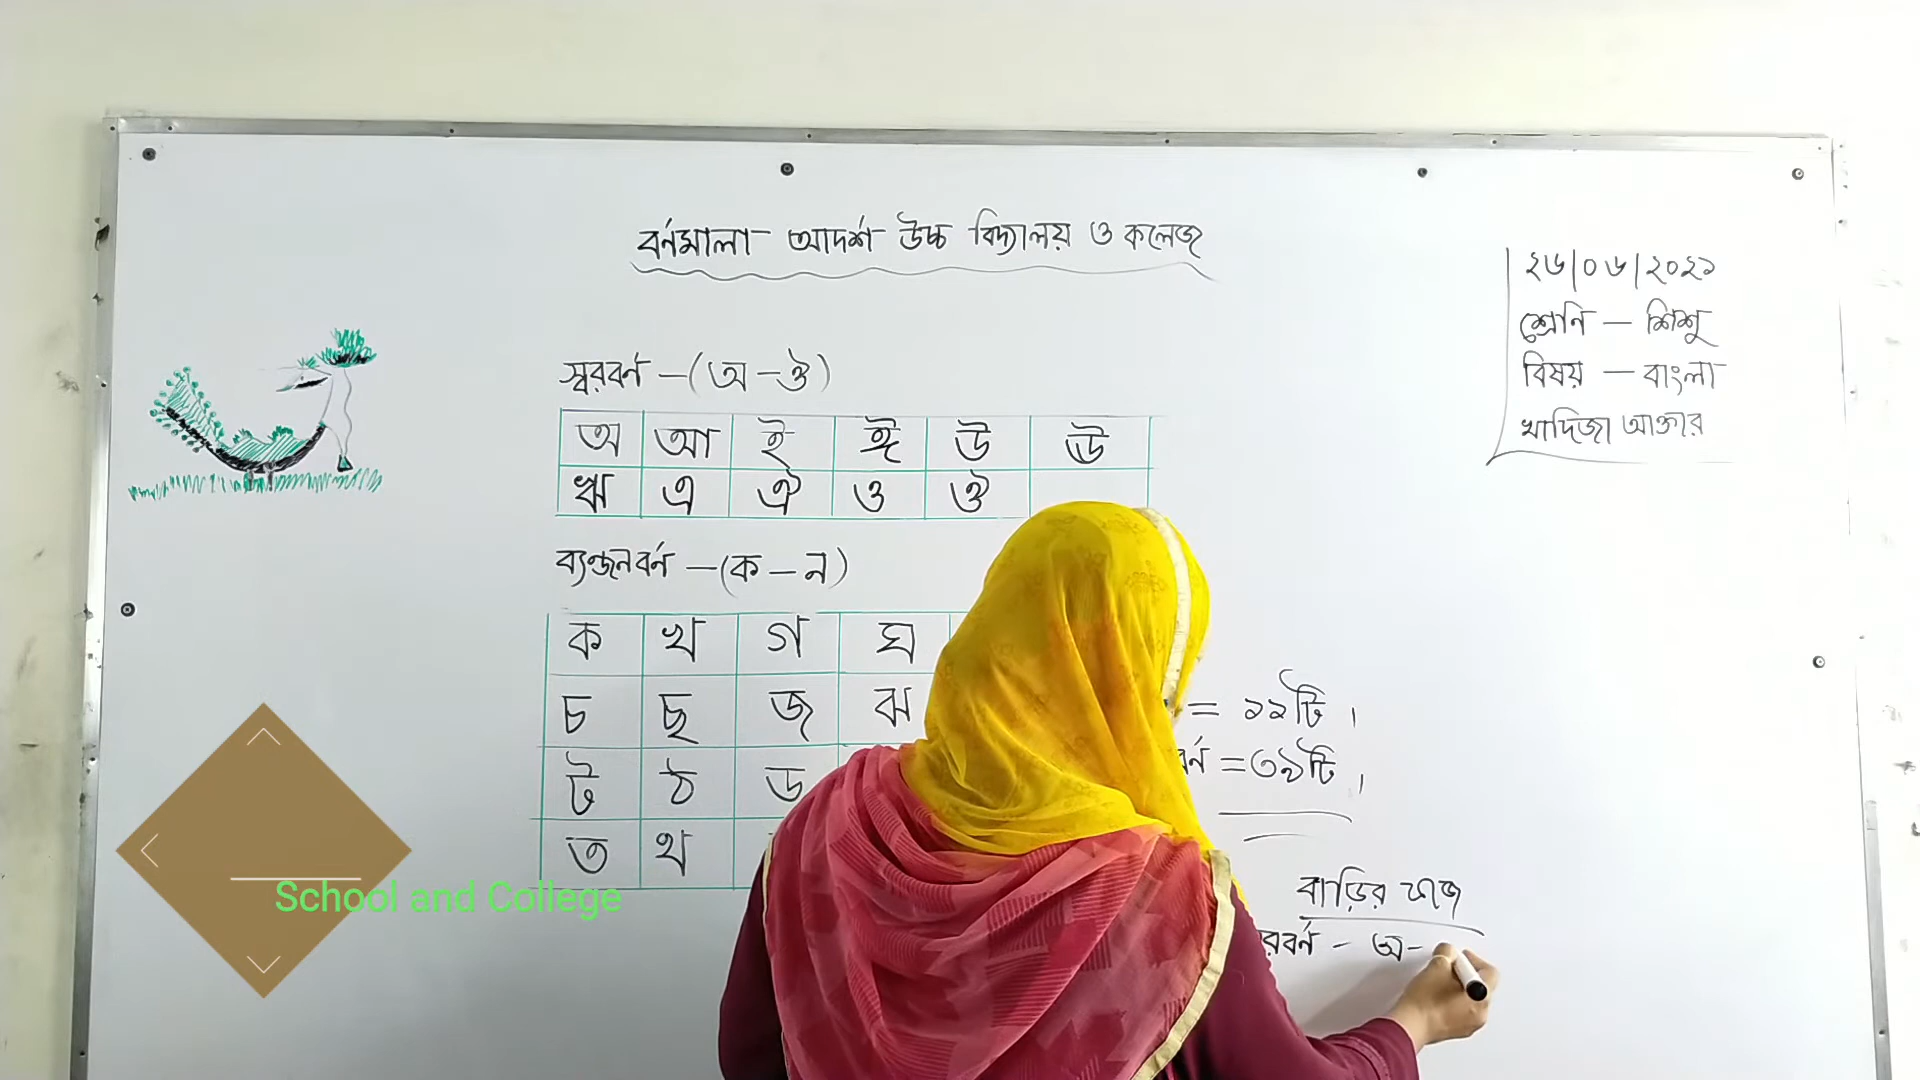 বর্ণমালা আদর্শ উচ্চ বিদ্যালয় ও কলেজ
২৬/০৬/২০২১
শ্রেণি - শিশু
বিষয় - বাংলা
খাদিজা আক্তার
স্বরবর্ণ -(অ-ঔ)
অ আ ই ঈ উ ঊ
ঋ এ ঐ ও ঔ
ব্যঞ্জনবর্ণ -(ক-ন)
ক খ গ ঘ
চ ছ জ ঝ
ট ঠ ড
ত থ
= ১১টি।
= ৩৯টি।
বাড়ির কাজ
অ-
School and College